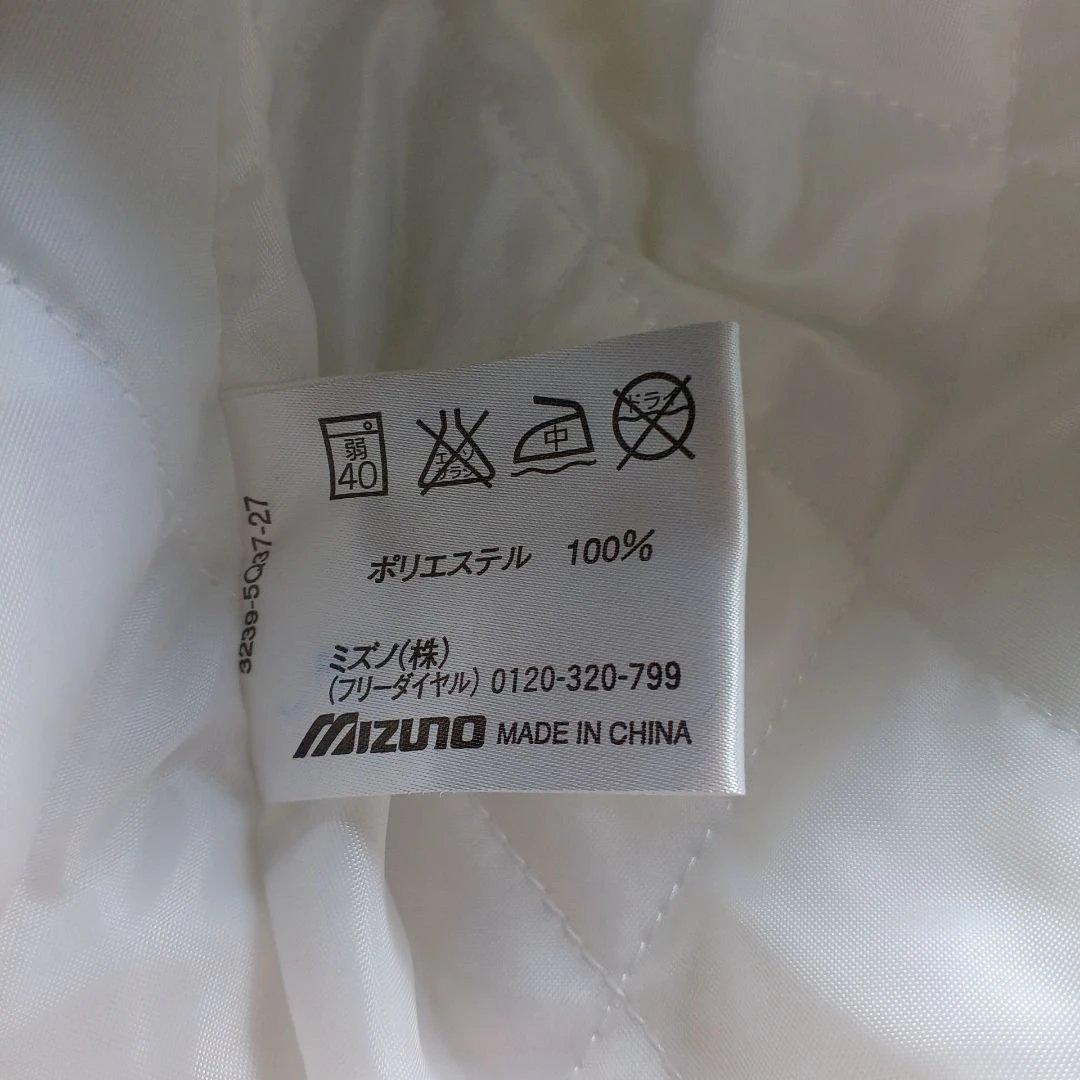 弱
40
エンソ
フラシ
中
ドライ
ポリエステル 100%
ミズノ(株)
(フリーダイヤル) 0120-320-799
MIZUNO MADE IN CHINA
3239-5Q37-27